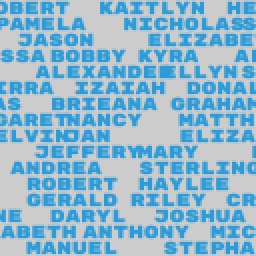 OBERT KAITLYN HE
PAMELA NICHOLASS
JASON ELIZABE
SSA BOBBY KYRA A
ALEXANDER ELLYN S
IRRA IZAIAH DONAL
AS BRIEANA GRAHAM
GARET NANCY MATTH
ELVIN JAN ELIZA
JEFFERY MARY
ANDREA STERLING
ROBERT HAYLEE
GERALD RILEY CR
NE DARYL JOSHUA
ABETH ANTHONY MIC
MANUEL STEPHA